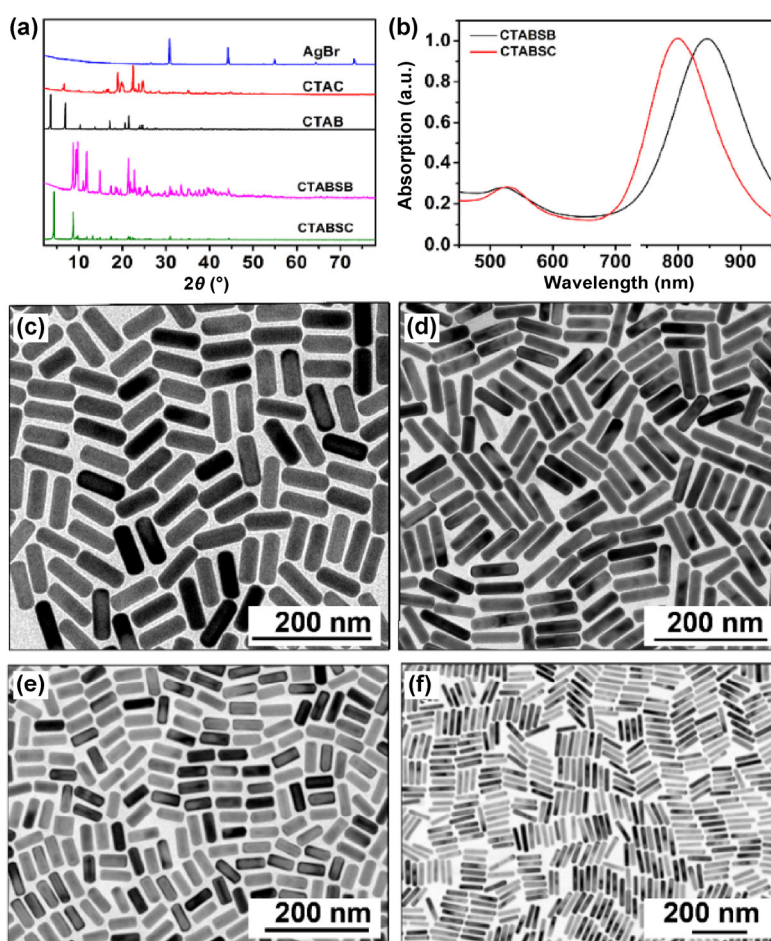 (a)
AgBr
CTAC
CTAB
CTABSB
CTABSC
10 20 30 40 50 60 70
2θ (°)
(b)
CTABSB
CTABSC
1.0
0.8
0.6
0.4
0.2
0.0
Absorption (a.u.)
500 600 700 800 900
Wavelength (nm)
(c)
200 nm
(d)
200 nm
(e)
200 nm
(f)
200 nm